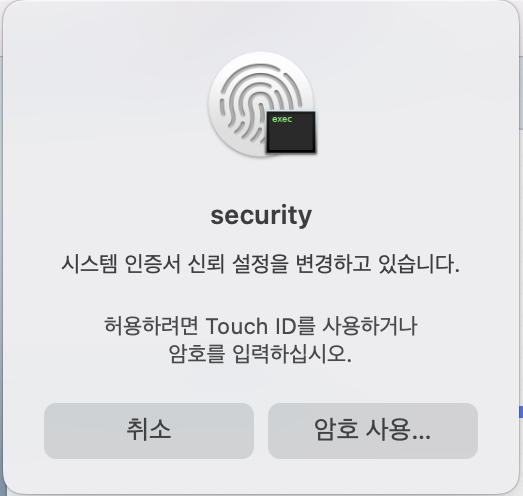 exec
security
시스템 인증서 신뢰 설정을 변경하고 있습니다.
허용하려면 Touch ID를 사용하거나
암호를 입력하십시오.
취소
암호 사용...